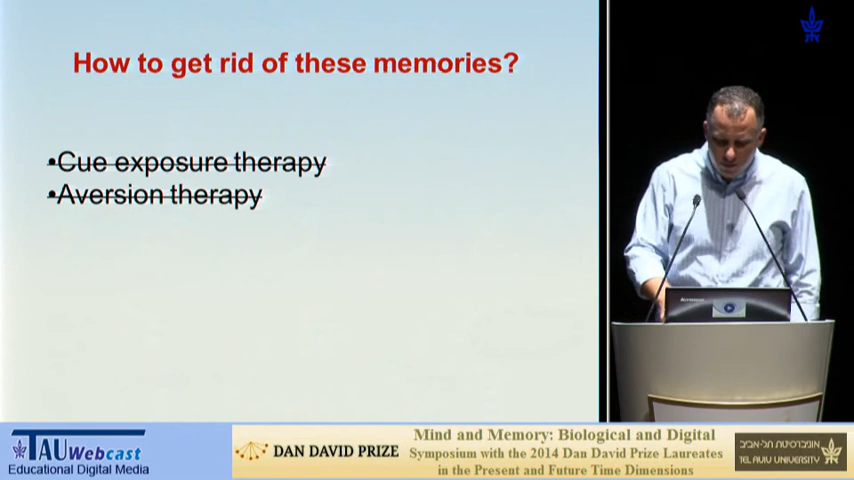 How to get rid of these memories?
•Cue exposure therapy
•Aversion therapy
TAU Webcast
Educational Digital Media
DAN DAVID PRIZE
Mind and Memory: Biological and Digital
Symposium with the 2014 Dan David Prize Laureates
in the Present and Future Time Dimensions
אוניברסיטת תל-אביב
TEL AVIV UNIVERSITY